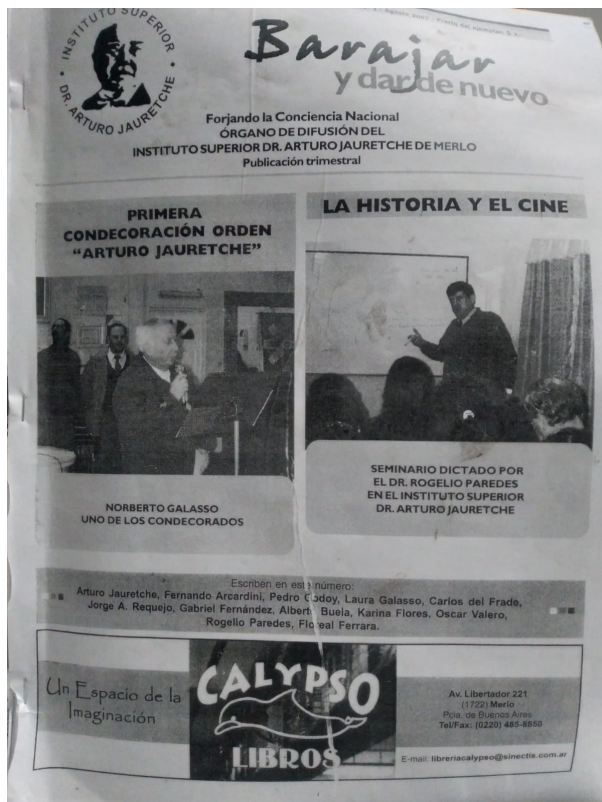 Agosto 2007 - Precio del ejemplar: $
INSTITUTO SUPERIOR
DR. ARTURO JAURETCHE
Barajar
y dar de nuevo
Forjando la Conciencia Nacional
ÓRGANO DE DIFUSIÓN DEL
INSTITUTO SUPERIOR DR. ARTURO JAURETCHE DE MERLO
Publicación trimestral
PRIMERA
CONDECORACIÓN ORDEN
“ARTURO JAURETCHE”
NORBERTO GALASSO
UNO DE LOS CONDECORADOS
LA HISTORIA Y EL CINE
SEMINARIO DICTADO POR
EL DR. ROGELIO PAREDES
EN EL INSTITUTO SUPERIOR
DR. ARTURO JAURETCHE
Escriben en este número:
Arturo Jauretche, Fernando Arcardini, Pedro Godoy, Laura Galasso, Carlos del Frade,
Jorge A. Requejo, Gabriel Fernández, Alberto Buela, Karina Flores, Oscar Valero,
Rogelio Paredes, Floreal Ferrara.
Un Espacio de la
Imaginación
CALYPSO
LIBROS
Av. Libertador 221
(1722) Merlo
Pcia. de Buenos Aires
Tel/Fax: (0220) 485-8850
E-mail: libreriacalypso@sinectis.com.ar